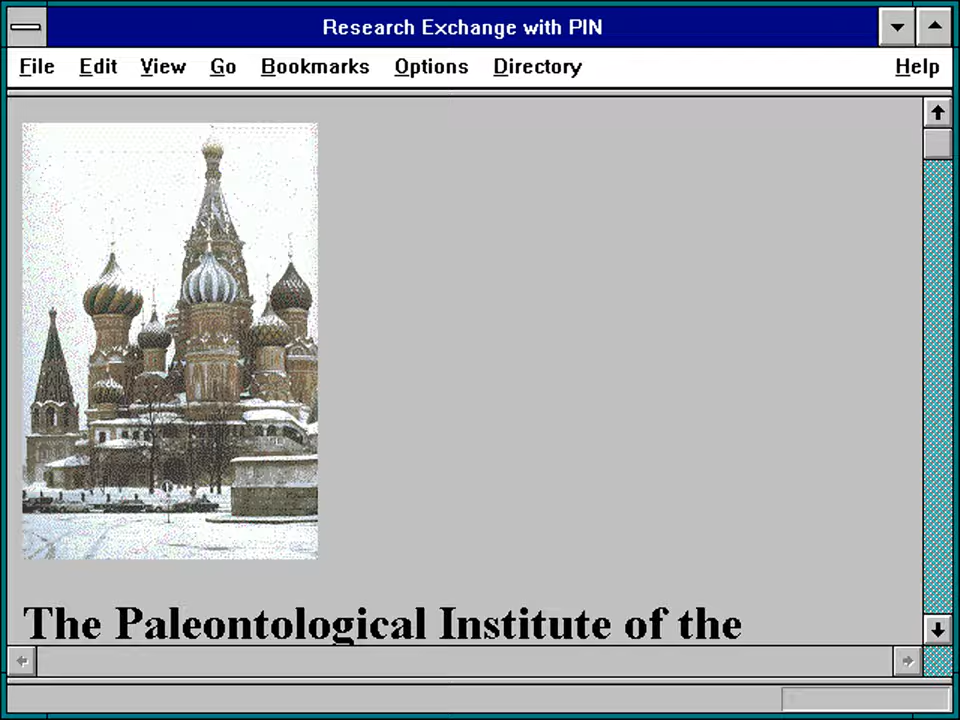 Research Exchange with PIN
File Edit View Go Bookmarks Options Directory Help
The Paleontological Institute of the